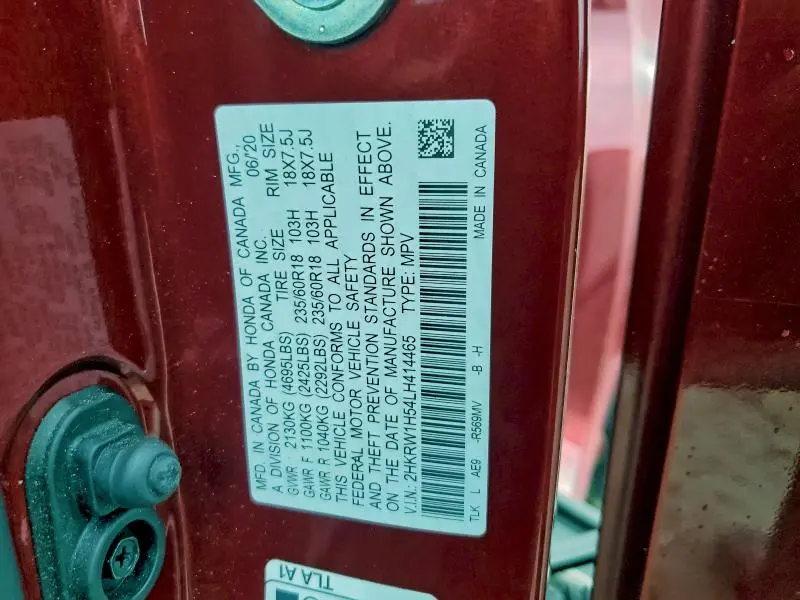 MFD. IN CANADA BY HONDA OF CANADA MFG.,
A DIVISION OF HONDA CANADA INC. 06/'20
GVWR 2130KG (4695LBS) TIRE SIZE RIM SIZE
GAWR F 1100KG (2425LBS) 235/60R18 103H 18X7.5J
GAWR R 1040KG (2292LBS) 235/60R18 103H 18X7.5J
THIS VEHICLE CONFORMS TO ALL APPLICABLE
FEDERAL MOTOR VEHICLE SAFETY
AND THEFT PREVENTION STANDARDS IN EFFECT
ON THE DATE OF MANUFACTURE SHOWN ABOVE.
V.I.N: 2HKRW1H54LH414465 TYPE: MPV
TLK L AE9 -R569MV -B -H MADE IN CANADA
TLA A1